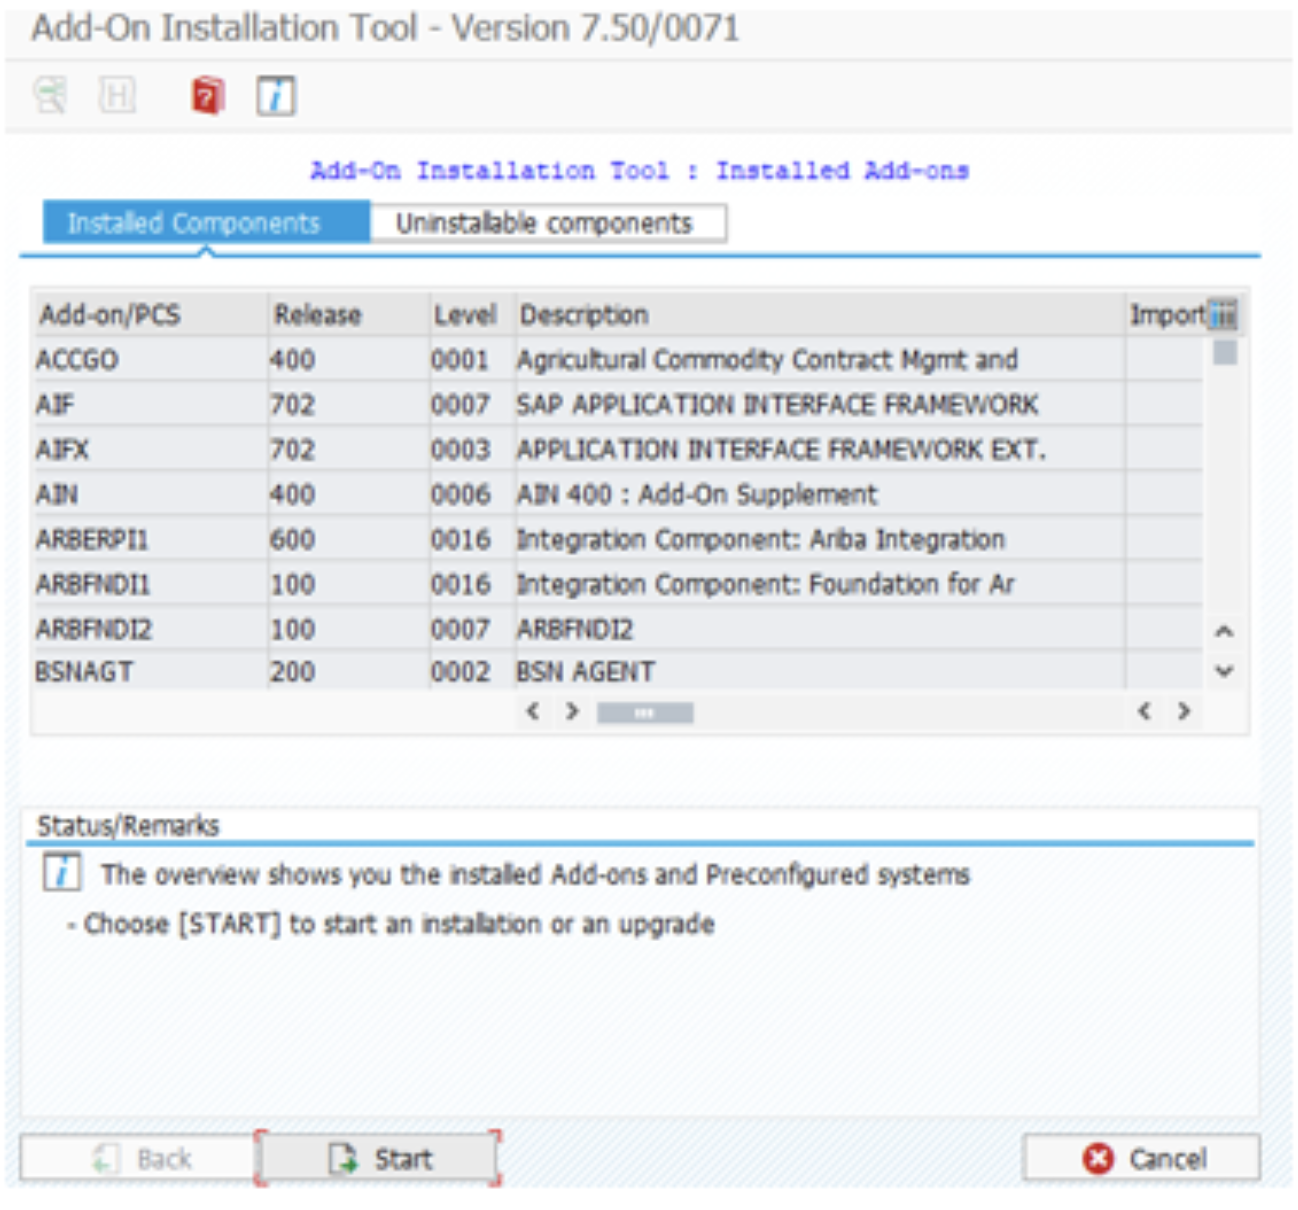 Add-On Installation Tool - Version 7.50/0071
Add-On Installation Tool : Installed Add-ons
Installed Components Uninstallable components
Add-on/PCS Release Level Description Import
ACCGO 400 0001 Agricultural Commodity Contract Mgmt and
AIF 702 0007 SAP APPLICATION INTERFACE FRAMEWORK
AIFX 702 0003 APPLICATION INTERFACE FRAMEWORK EXT.
AIN 400 0006 AIN 400 : Add-On Supplement
ARBERPI1 600 0016 Integration Component: Ariba Integration
ARBFNDI1 100 0016 Integration Component: Foundation for Ar
ARBFNDI2 100 0007 ARBFNDI2
BSNAGT 200 0002 BSN AGENT
Status/Remarks
The overview shows you the installed Add-ons and Preconfigured systems
- Choose [START] to start an installation or an upgrade
Back Start Cancel